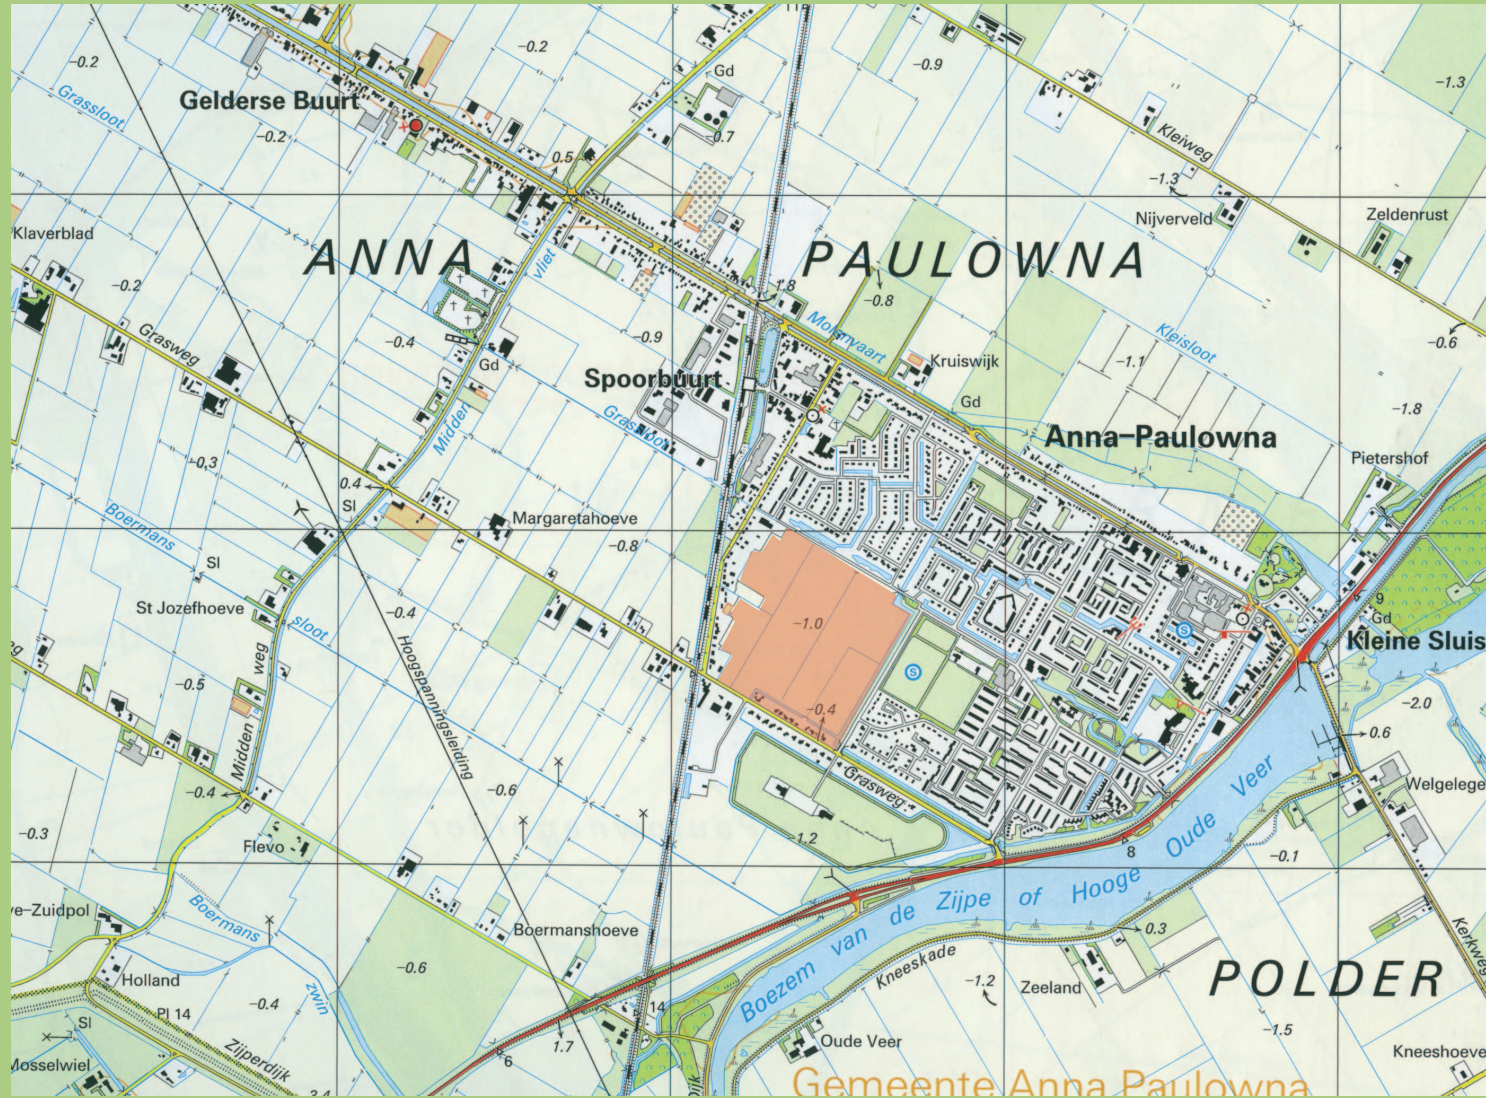 11
-0.2
-0.2
Gd
-0.9
-1.3
Grassloot
Gelderse Buurt
-0.2
0.7
0.5
Kleiweg
-1.3
Nijverveld
Zeldenrust
Klaverblad
ANNA
PAULOWNA
vliet
-0.2
1.8
-0.8
Molenvaart
Grasweg
-0.4
-0.9
Kleisloot
-0.6
Gd
Spoorbuurt
Kruiswijk
-1.1
Midden
Grassloot
Gd
-1.8
Anna-Paulowna
Pietershof
-0,3
0.4
Sl
Margaretahoeve
Boermans
-0.8
Sl
St Jozefhoeve
sloot
-0.4
-1.0
S
S
9
Gd
Kleine Sluis
Hoogspanningsleiding
weg
-0.5
-0.4
-2.0
0.6
Midden
-0.4
-0.6
Grasweg
Oude Veer
Welgelege
-0.3
Flevo
1.2
8
-0.1
ve-Zuidpol
Boermans
Boermanshoeve
Boezem van de Zijpe of Hooge
0.3
Kerkweg
-0.6
Kneeskade
Holland
-0.4
zwin
-1.2
Zeeland
POLDER
Pl 14
14
Sl
Zijperdijk
1.7
6
Oude Veer
-1.5
Mosselwiel
Kneeshoeve
Gemeente Anna Paulowna